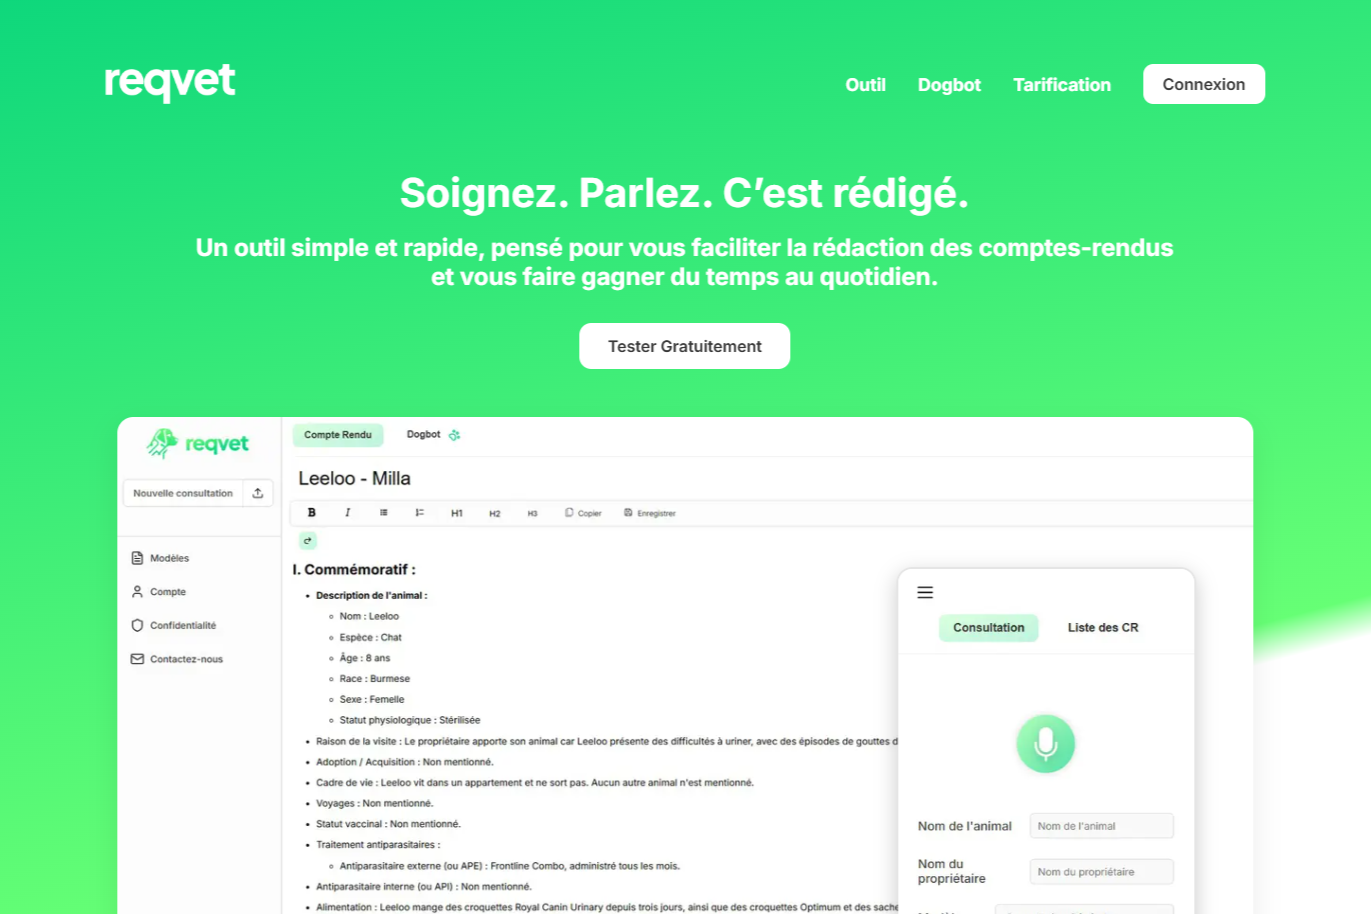 reqvet
Outil
Dogbot
Tarification
Connexion
Soignez. Parlez. C’est rédigé.
Un outil simple et rapide, pensé pour vous faciliter la rédaction des comptes-rendus
et vous faire gagner du temps au quotidien.
Tester Gratuitement
reqvet
Nouvelle consultation
Modèles
Compte
Confidentialité
Contactez-nous
Compte Rendu
Dogbot
Leeloo - Milla
B I H1 H2 H3 Copier Enregistrer
I. Commémoratif :
Description de l'animal :
Nom : Leeloo
Espèce : Chat
Âge : 8 ans
Race : Burmese
Sexe : Femelle
Statut physiologique : Stérilisée
Raison de la visite : Le propriétaire apporte son animal car Leeloo présente des difficultés à uriner, avec des épisodes de gouttes d
Adoption / Acquisition : Non mentionné.
Cadre de vie : Leeloo vit dans un appartement et ne sort pas. Aucun autre animal n'est mentionné.
Voyages : Non mentionné.
Statut vaccinal : Non mentionné.
Traitement antiparasitaires :
Antiparasitaire externe (ou APE) : Frontline Combo, administré tous les mois.
Antiparasitaire interne (ou API) : Non mentionné.
Alimentation : Leeloo mange des croquettes Royal Canin Urinary depuis trois jours, ainsi que des croquettes Optimum et des sache
Consultation
Liste des CR
Nom de l'animal
Nom de l'animal
Nom du
propriétaire
Nom du propriétaire